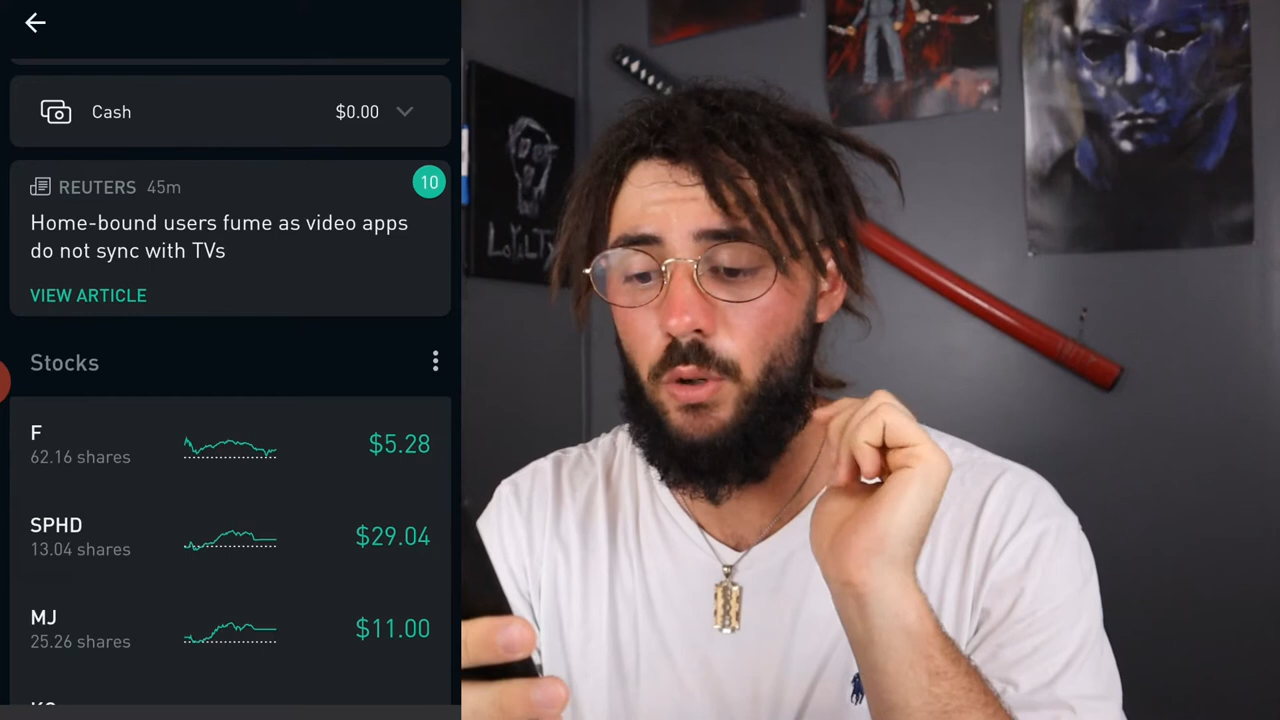 Cash $0.00
REUTERS 45m 10
Home-bound users fume as video apps
do not sync with TVs
VIEW ARTICLE
Stocks
F
62.16 shares
$5.28
SPHD
13.04 shares
$29.04
MJ
25.26 shares
$11.00
LOYALTY